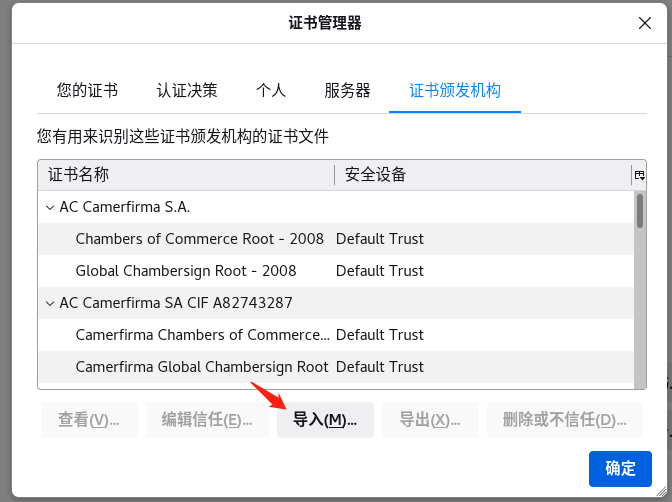 证书管理器
您的证书 认证决策 个人 服务器 证书颁发机构
您有用来识别这些证书颁发机构的证书文件
证书名称 安全设备
AC Camerfirma S.A.
Chambers of Commerce Root - 2008 Default Trust
Global Chambersign Root - 2008 Default Trust
AC Camerfirma SA CIF A82743287
Camerfirma Chambers of Commerce... Default Trust
Camerfirma Global Chambersign Root Default Trust
查看(V)... 编辑信任(E)... 导入(M)... 导出(X)... 删除或不信任(D)...
确定